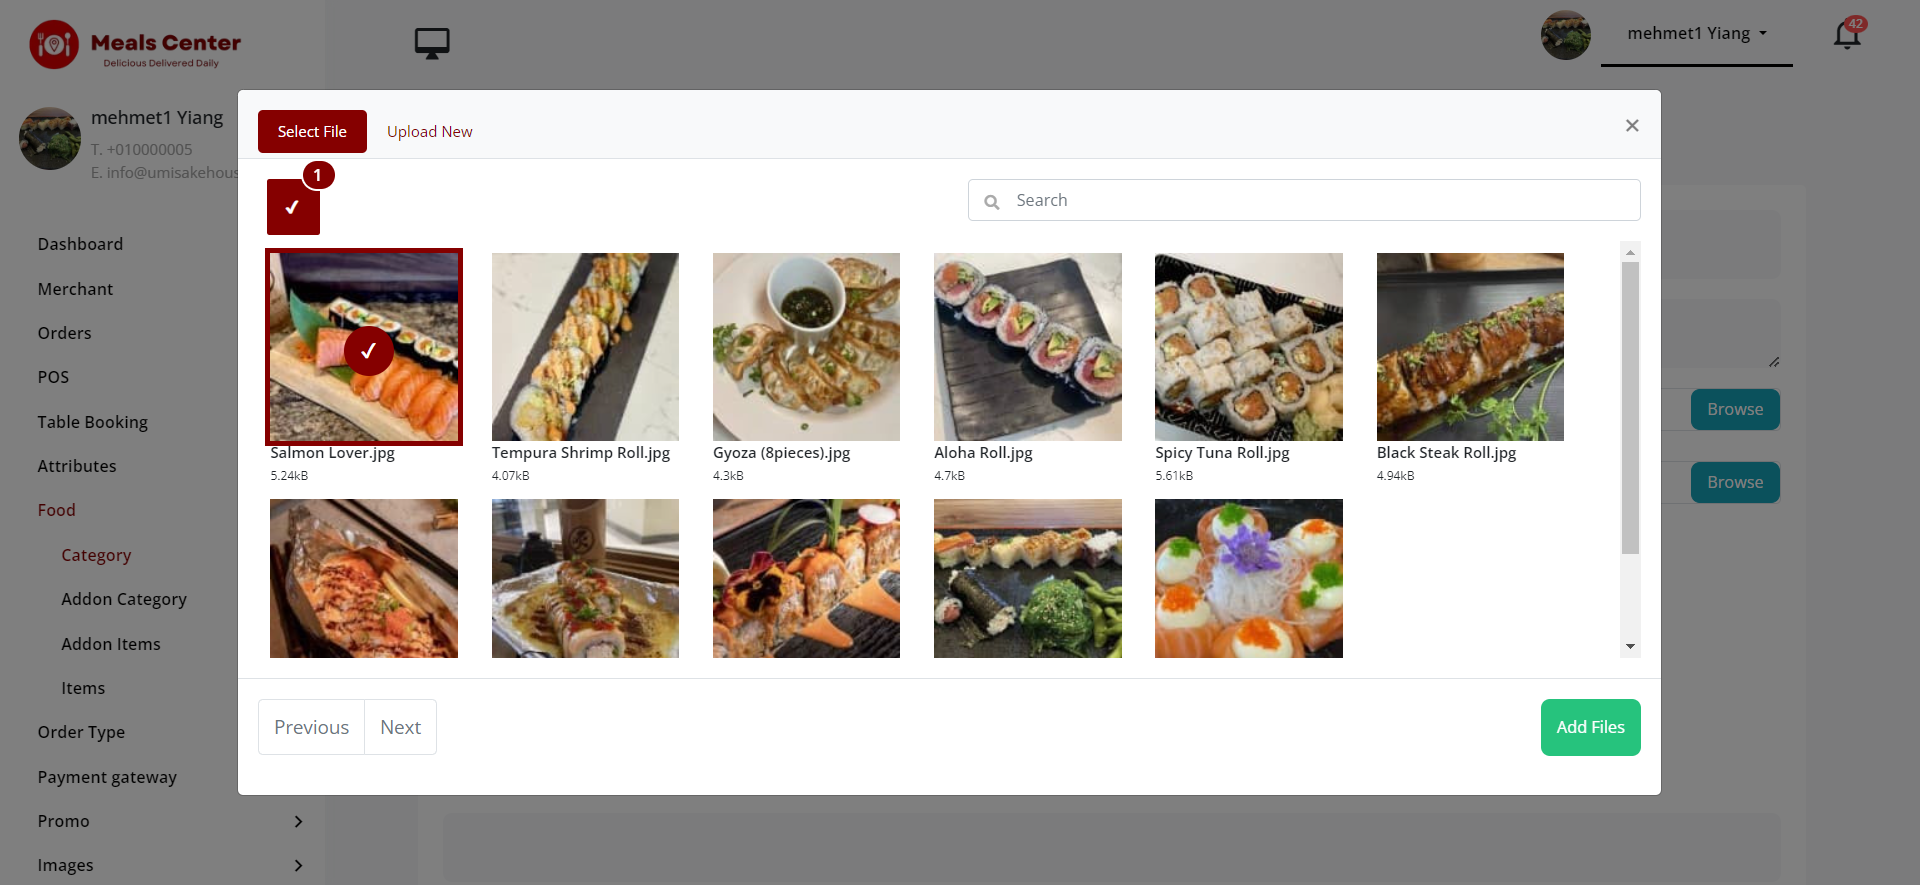 Meals Center
Delicious Delivered Daily
mehmet1 Yiang
42
mehmet1 Yiang
T. +010000005
E. info@umisakehous
Dashboard
Merchant
Orders
POS
Table Booking
Attributes
Food
Category
Addon Category
Addon Items
Items
Order Type
Payment gateway
Promo
Images
Select File
Upload New
×
1
Search
Salmon Lover.jpg
5.24kB
Tempura Shrimp Roll.jpg
4.07kB
Gyoza (8pieces).jpg
4.3kB
Aloha Roll.jpg
4.7kB
Spicy Tuna Roll.jpg
5.61kB
Black Steak Roll.jpg
4.94kB
Previous
Next
Add Files
Browse
Browse